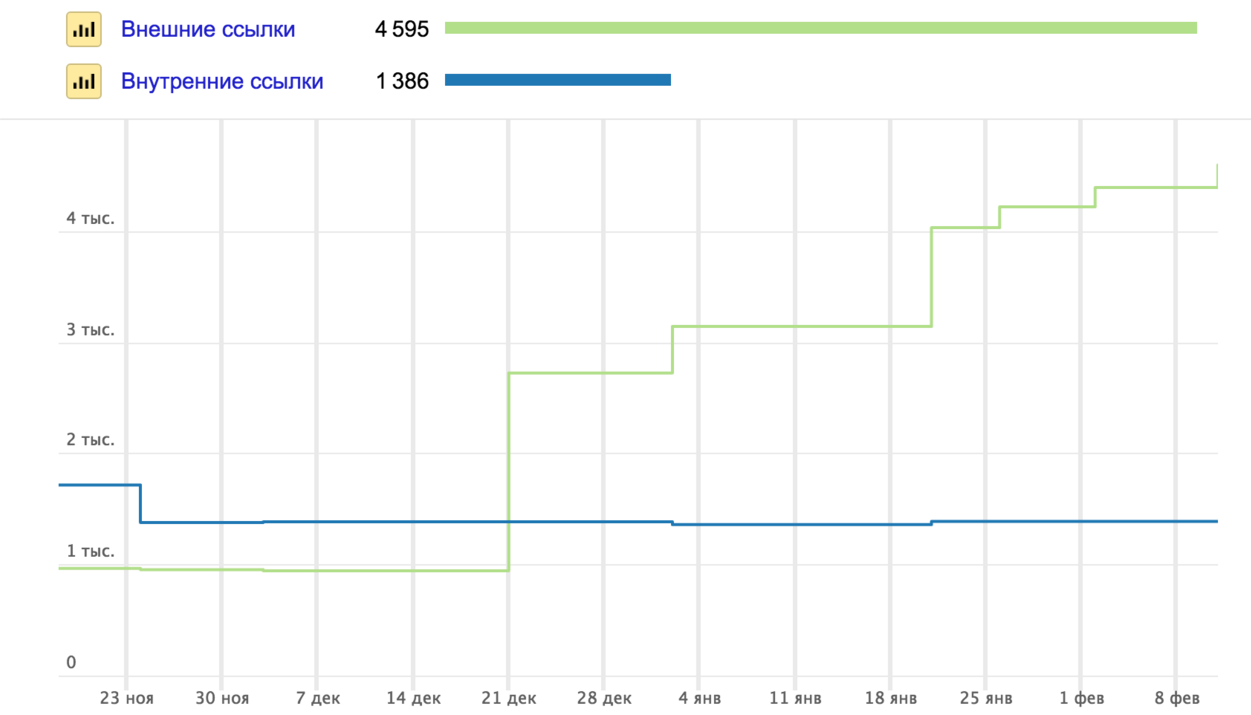 Внешние ссылки 4 595
Внутренние ссылки 1 386
4 тыс.
3 тыс.
2 тыс.
1 тыс.
0
23 ноя 30 ноя 7 дек 14 дек 21 дек 28 дек 4 янв 11 янв 18 янв 25 янв 1 фев 8 фев